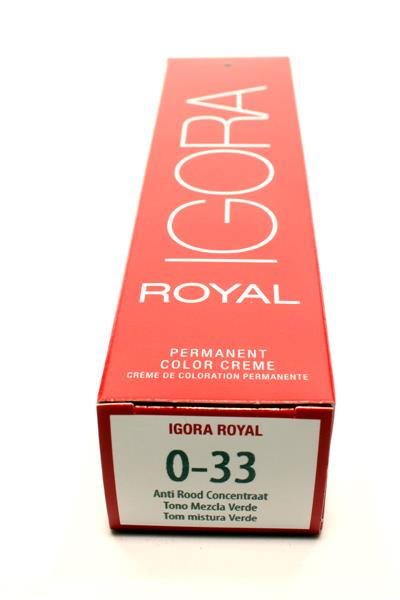 IGORA
ROYAL
PERMANENT
COLOR CREME
CRÈME DE COLORATION PERMANENTE
IGORA ROYAL
0-33
Anti Rood Concentraat
Tono Mezcla Verde
Tom mistura Verde